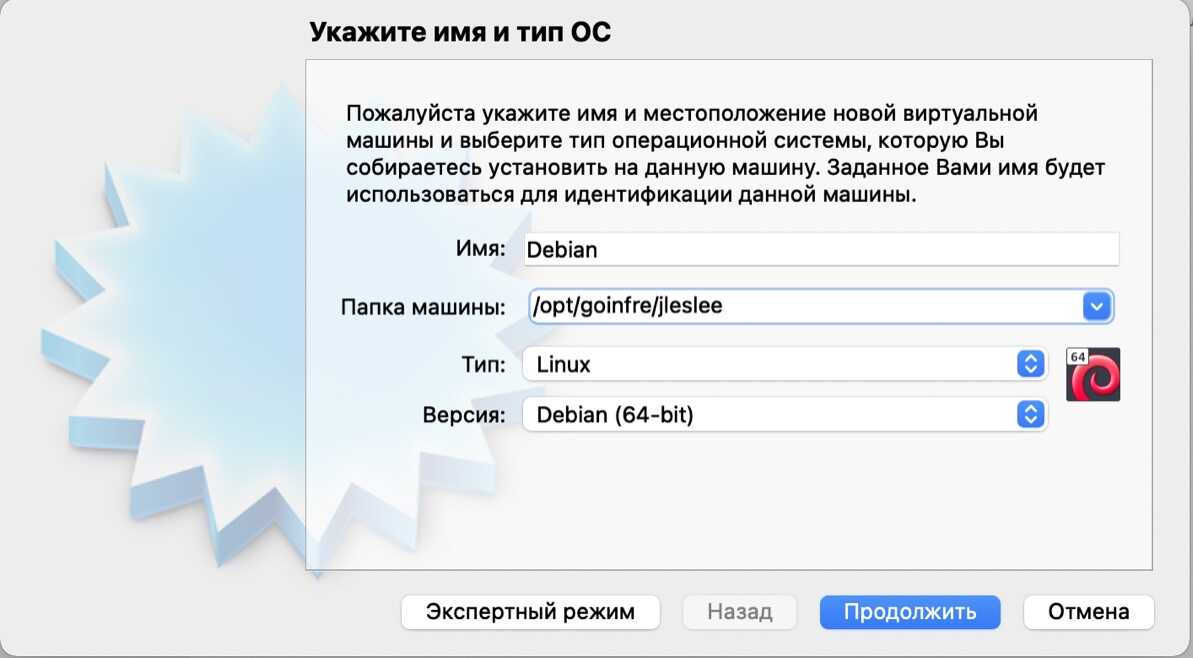 Укажите имя и тип ОС
Пожалуйста укажите имя и местоположение новой виртуальной
машины и выберите тип операционной системы, которую Вы
собираетесь установить на данную машину. Заданное Вами имя будет
использоваться для идентификации данной машины.
Имя: Debian
Папка машины: /opt/goinfre/jleslee
Тип: Linux
64
Версия: Debian (64-bit)
Экспертный режим Назад Продолжить Отмена